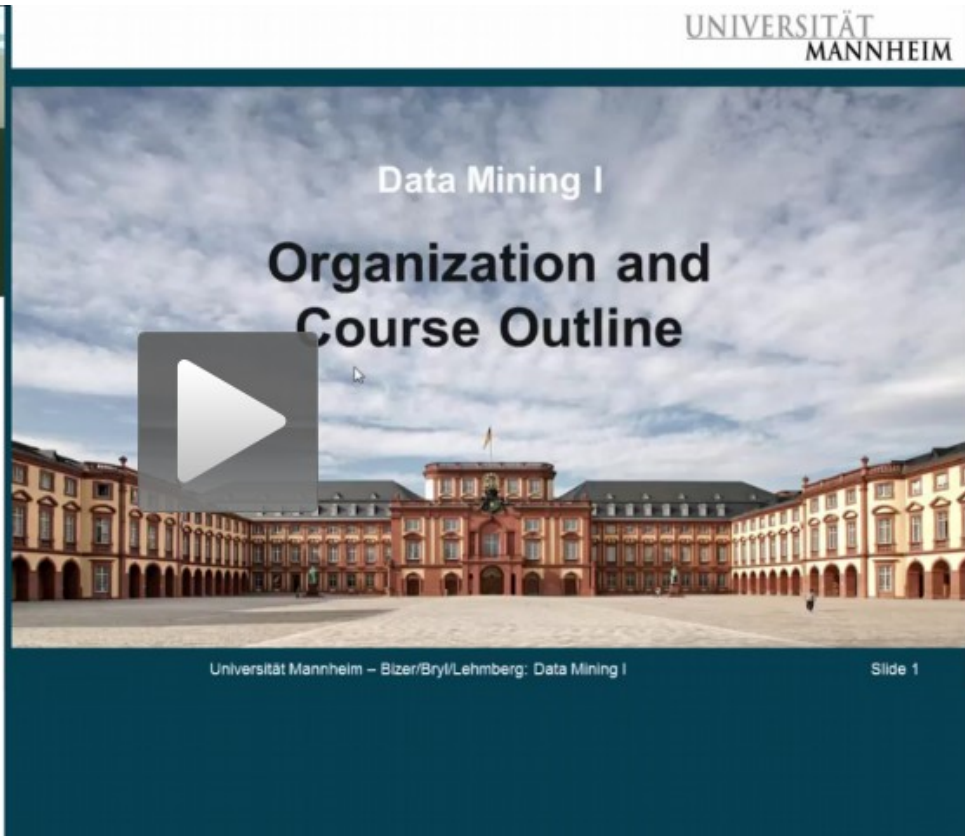 UNIVERSITÄT
MANNHEIM
Data Mining I
Organization and
Course Outline
Universität Mannheim – Bizer/Bryl/Lehmberg: Data Mining I
Slide 1